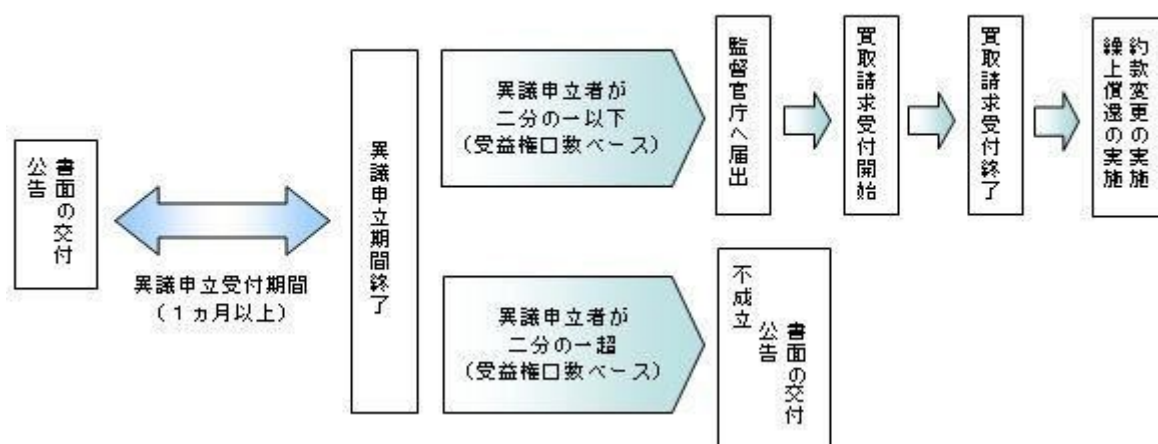 書面の交付
公告
異議申立受付期間
（１ヵ月以上）
異議申立期間終了
異議申立者が
二分の一以下
（受益権口数ベース）
監督官庁へ届出
買取請求受付開始
買取請求受付終了
約款変更の実施
繰上償還の実施
異議申立者が
二分の一超
（受益権口数ベース）
不成立
書面の交付
公告